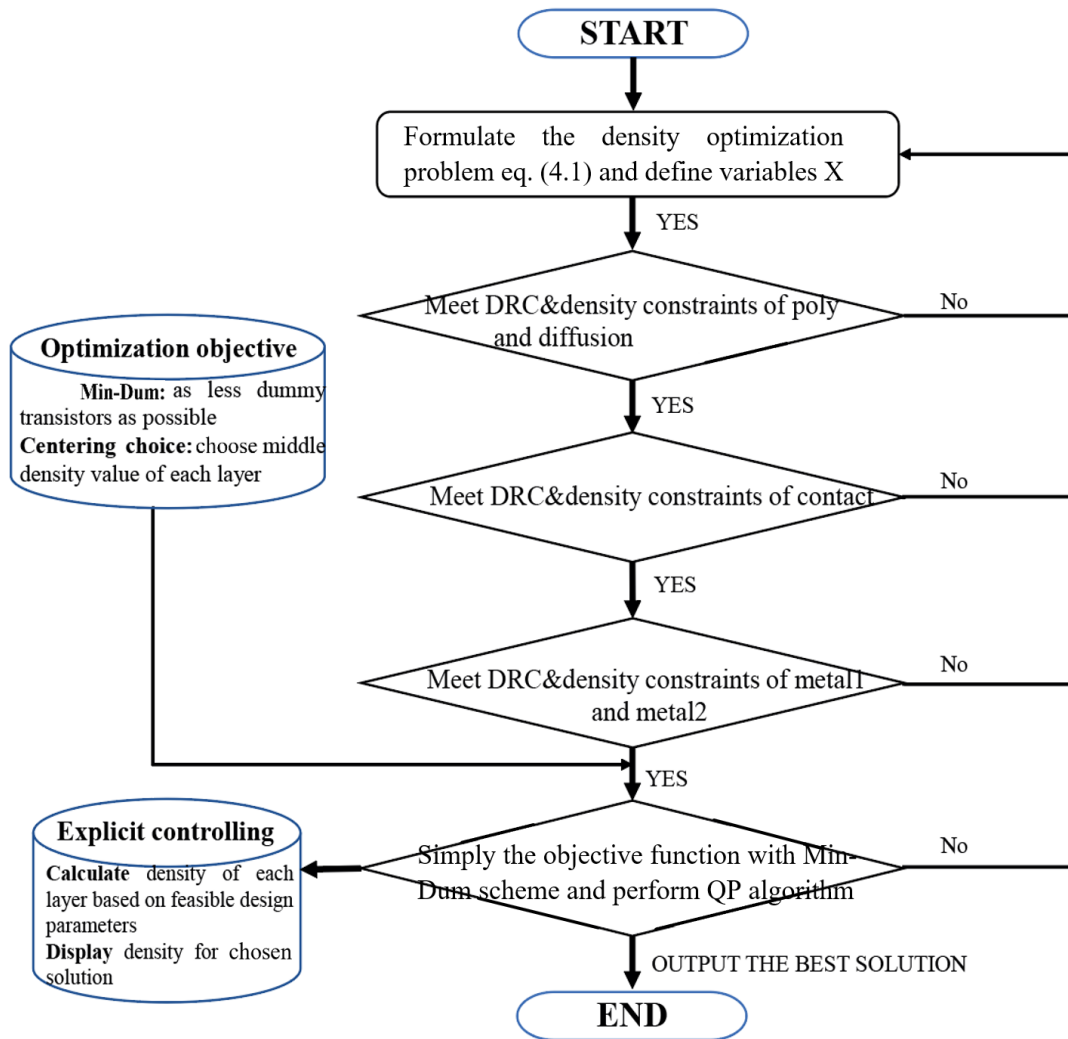 START
Formulate the density optimization
problem eq. (4.1) and define variables X
YES
Meet DRC&density constraints of poly
and diffusion
No
YES
Optimization objective
Min-Dum: as less dummy
transistors as possible
Centering choice: choose middle
density value of each layer
Meet DRC&density constraints of contact
No
YES
Meet DRC&density constraints of metal1
and metal2
No
YES
Explicit controlling
Calculate density of each
layer based on feasible design
parameters
Display density for chosen
solution
Simply the objective function with Min-
Dum scheme and perform QP algorithm
No
OUTPUT THE BEST SOLUTION
END